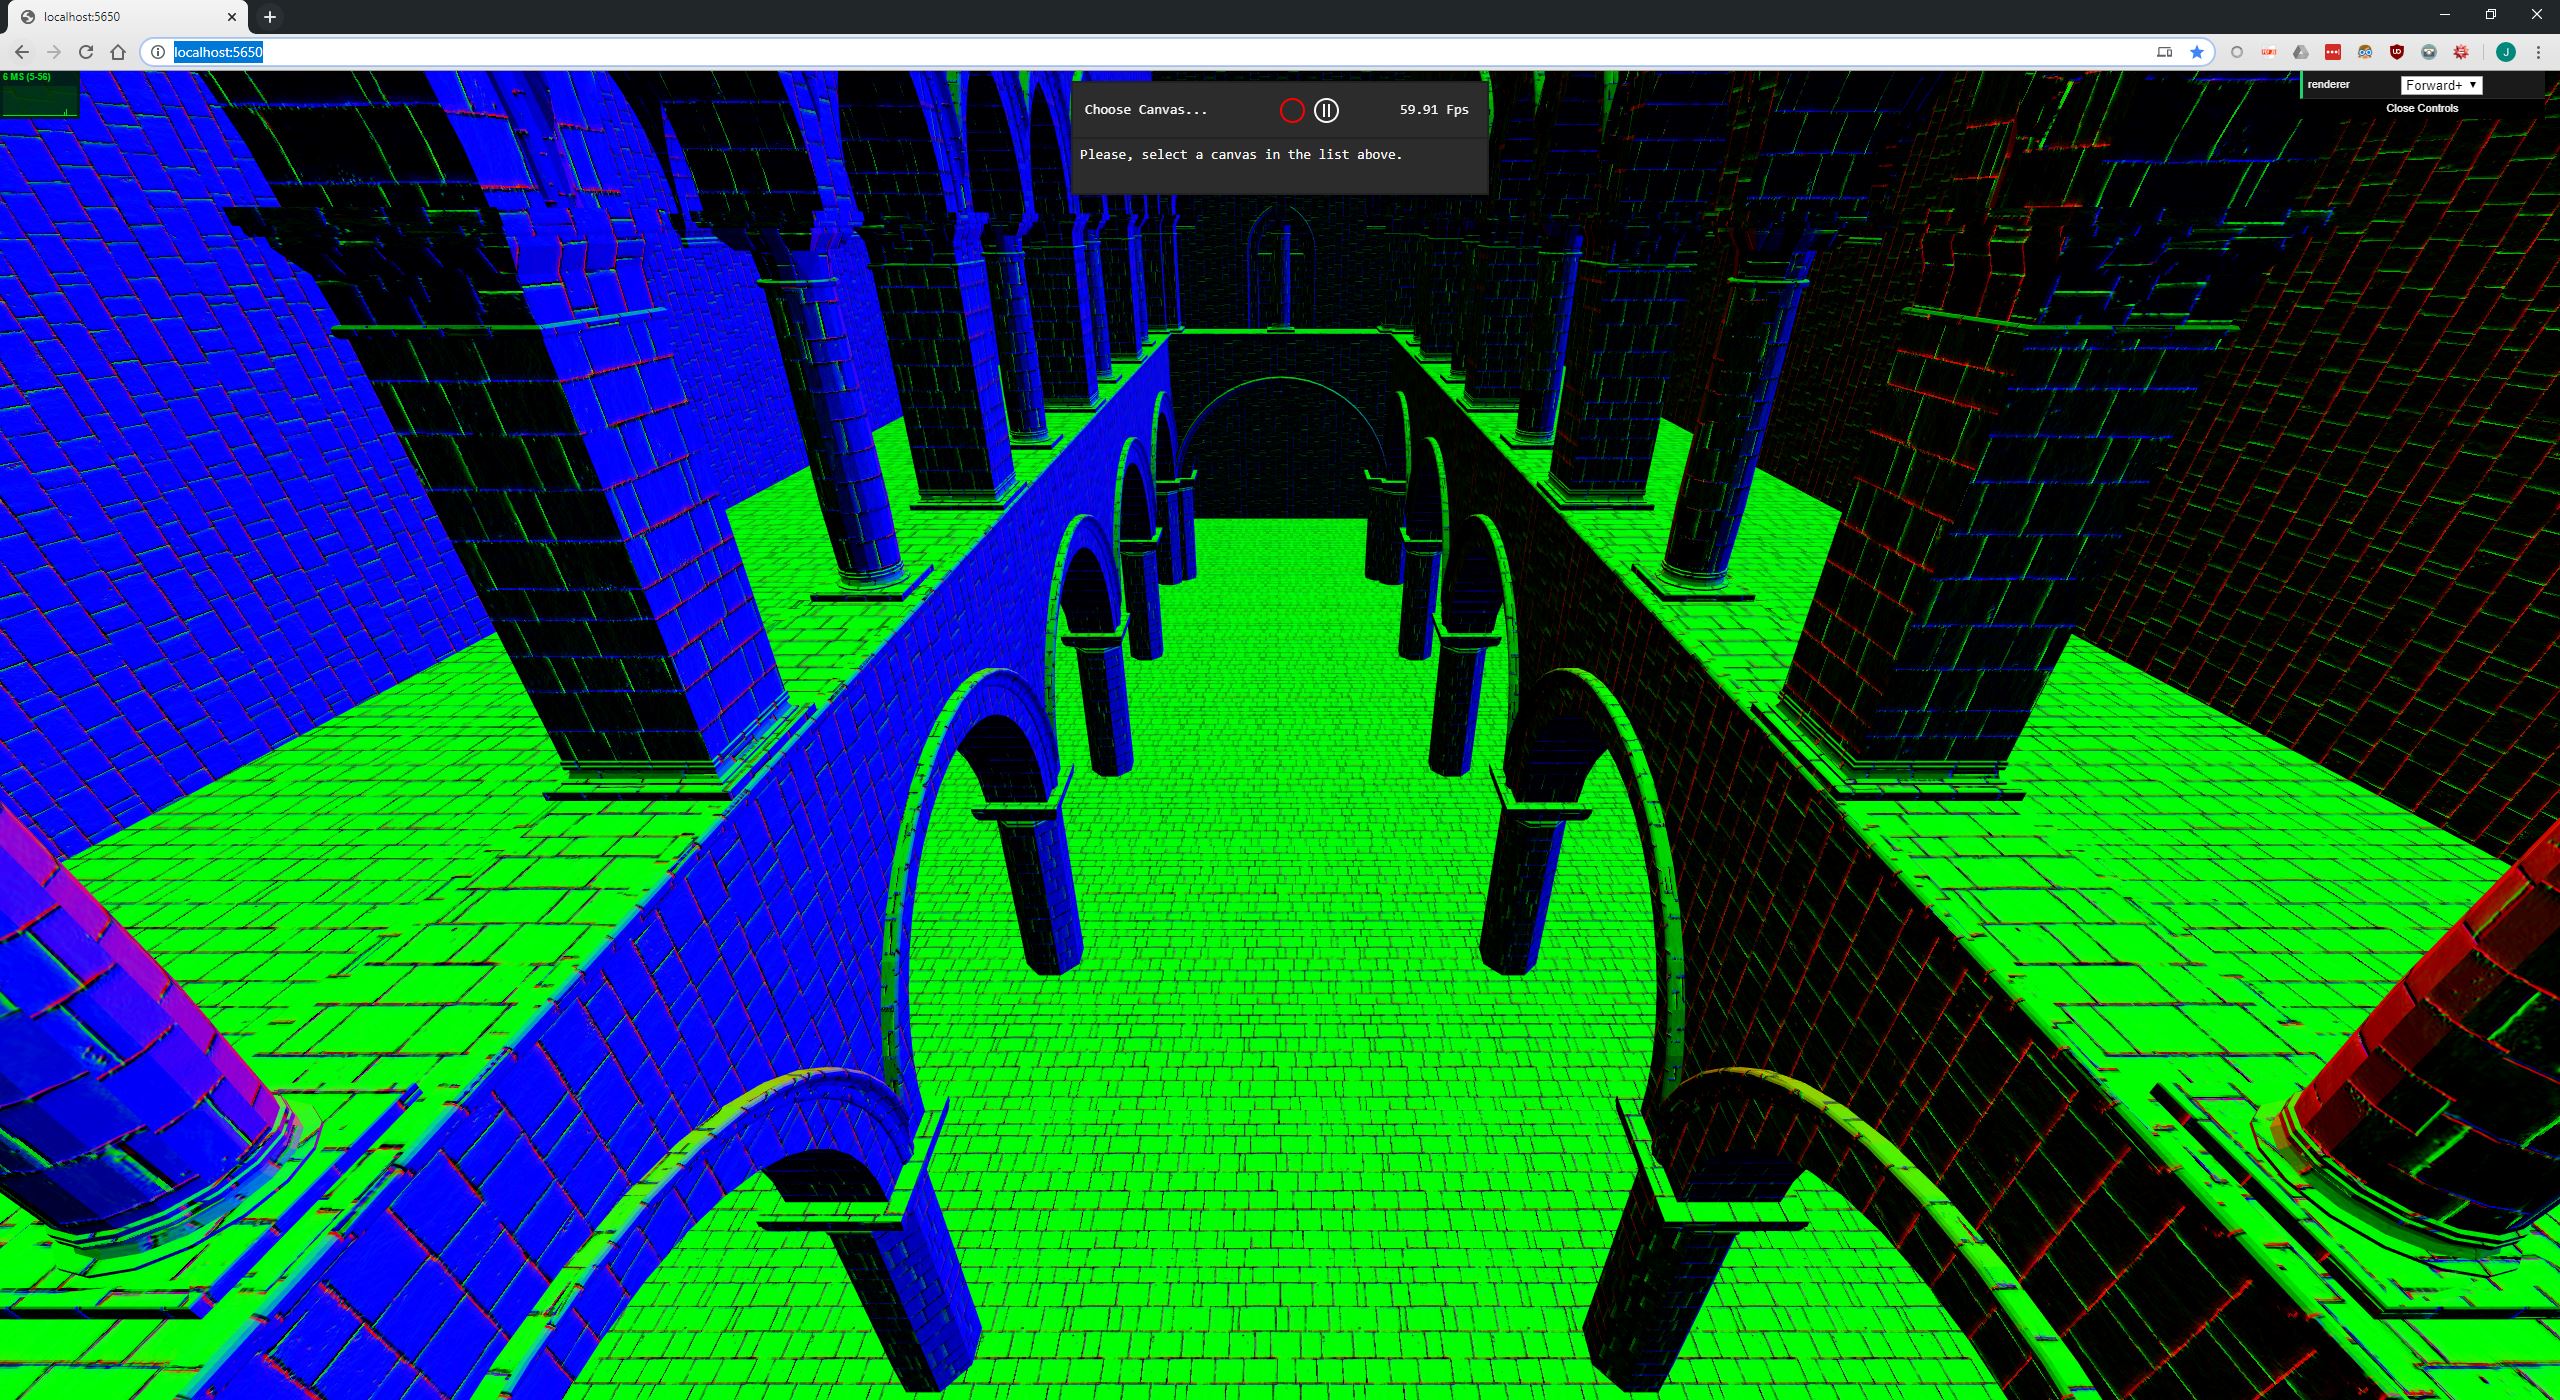 localhost:5650
localhost:5650
6 MS (5-56)
Choose Canvas... 59.91 Fps
Please, select a canvas in the list above.
renderer Forward+
Close Controls
J